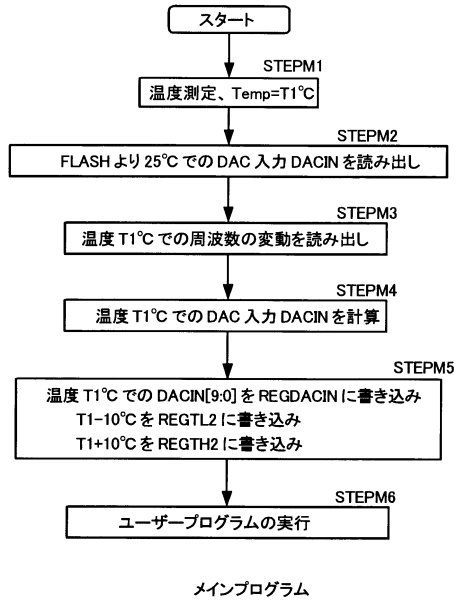 スタート
STEPM1
温度測定、Temp=T1℃
STEPM2
FLASHより25℃でのDAC入力DACINを読み出し
STEPM3
温度T1℃での周波数の変動を読み出し
STEPM4
温度T1℃でのDAC入力DACINを計算
STEPM5
温度T1℃でのDACIN[9:0]をREGDACINに書き込み
T1-10℃をREGTL2に書き込み
T1+10℃をREGTH2に書き込み
STEPM6
ユーザープログラムの実行
メインプログラム